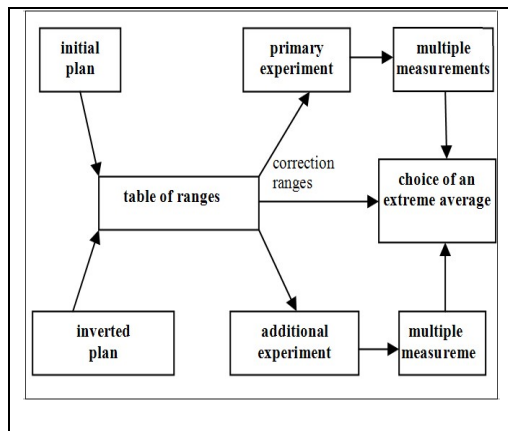 initial
plan
primary
experiment
multiple
measurements
correction
ranges
table of ranges
choice of an
extreme average
inverted
plan
additional
experiment
multiple
measureme